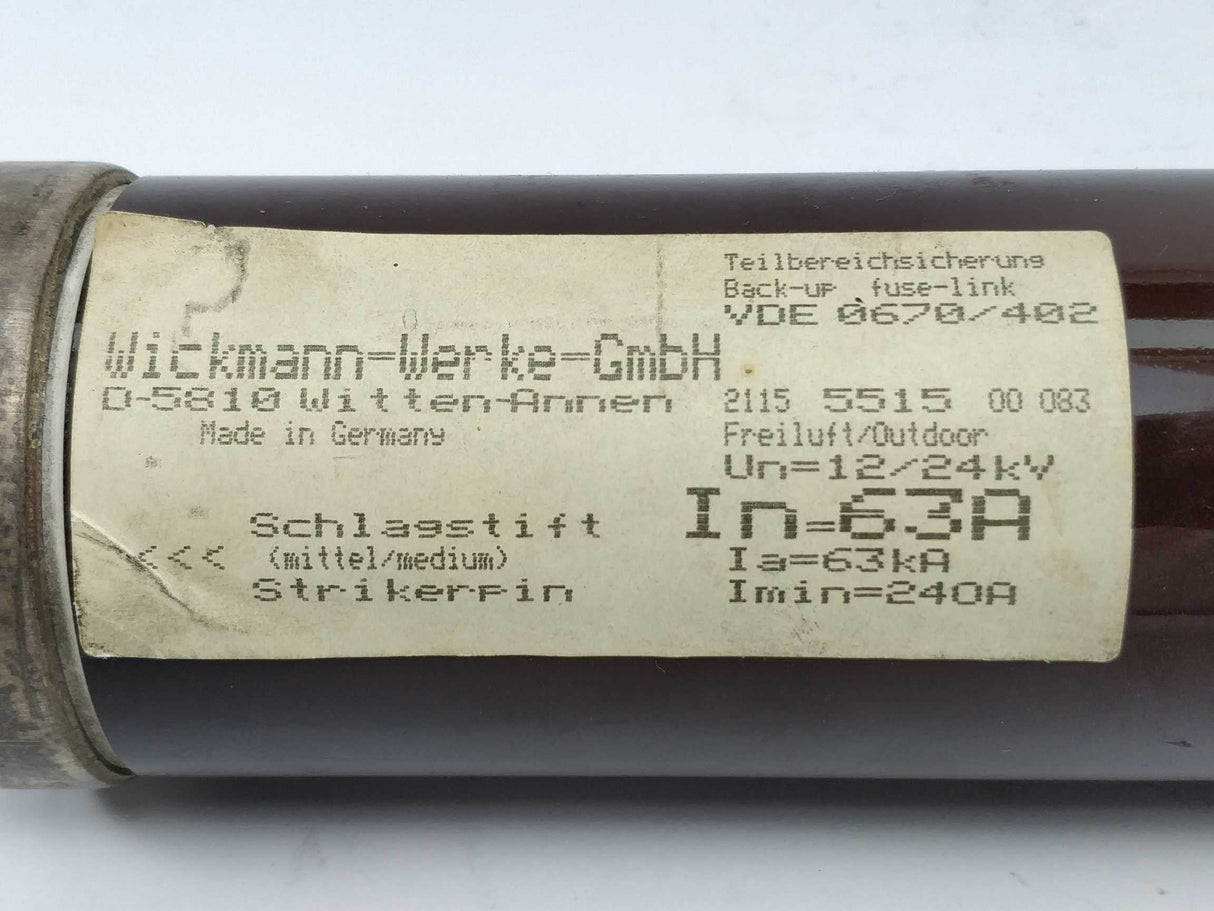 Wickmann-Werke-GmbH
D-5810 Witten-Annen
Made in Germany
Schlagstift
<<< (mittel/medium)
Strikerpin
Teilbereichsicherung
Back-up fuse-link
VDE 0670/402
2115 5515 00 083
Freiluft/Outdoor
Un=12/24kV
In=63A
Ia=63kA
Imin=240A